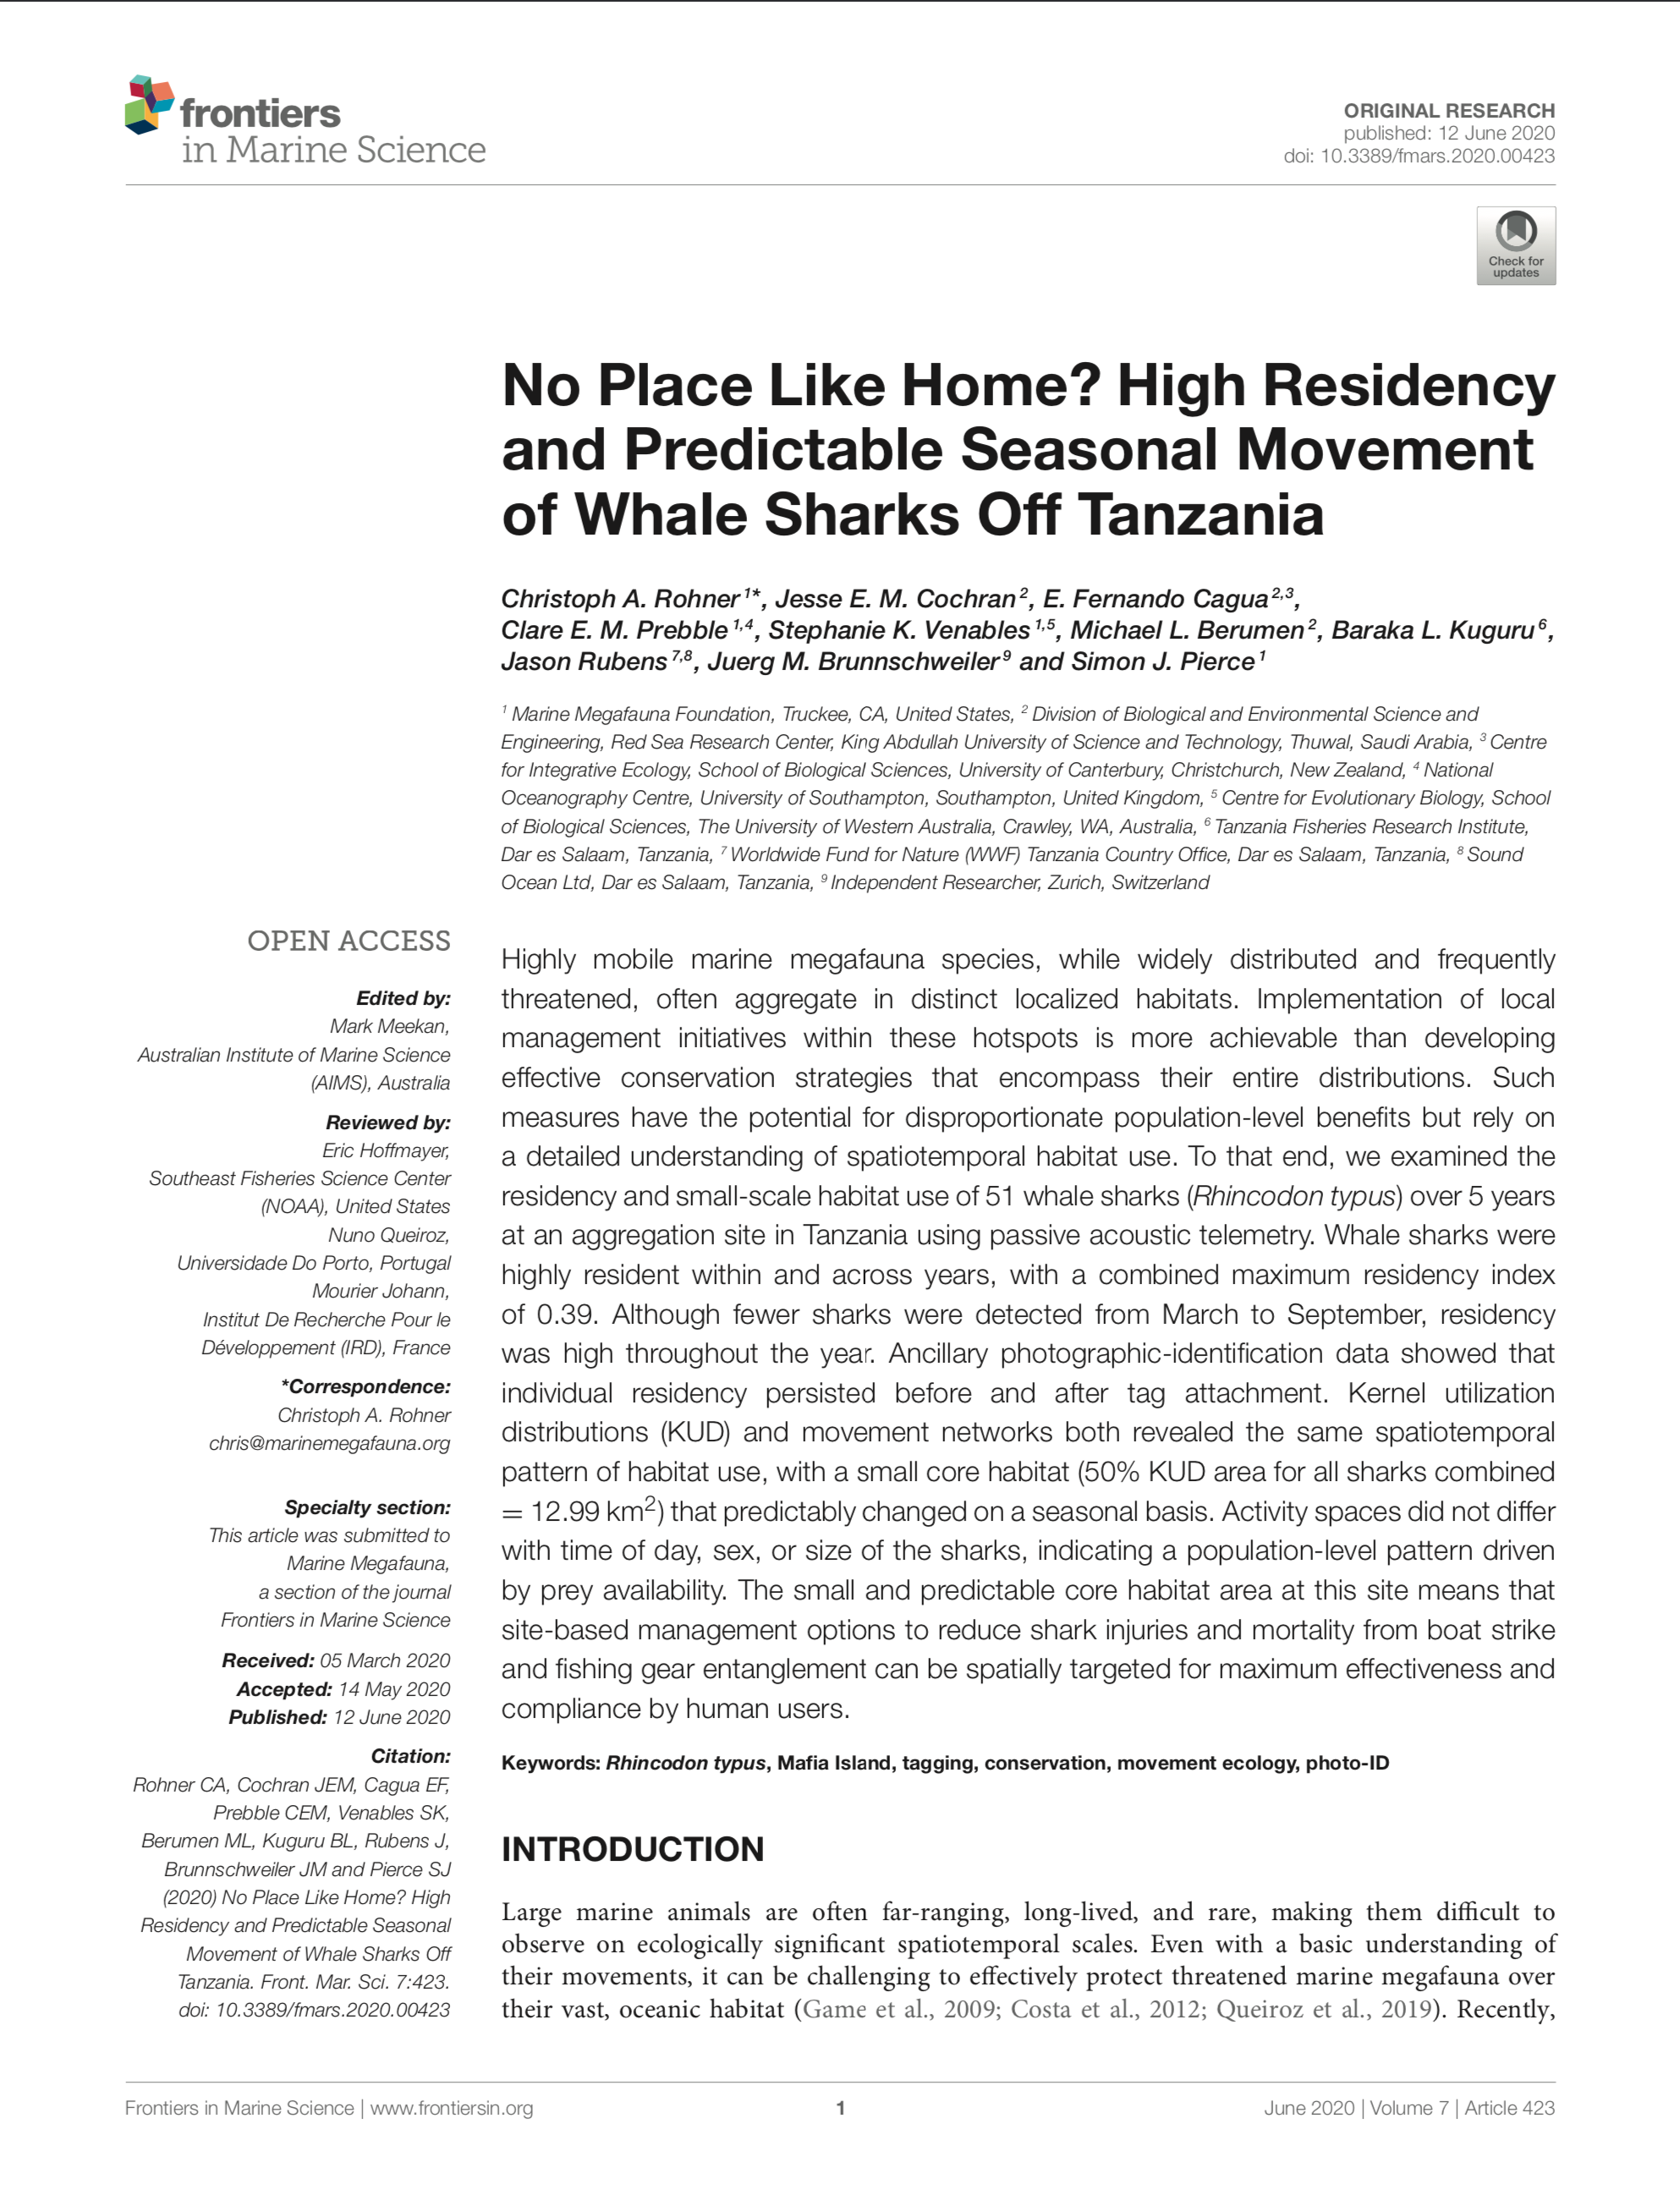 frontiers
in Marine Science
ORIGINAL RESEARCH
published: 12 June 2020
doi: 10.3389/fmars.2020.00423
Check for
updates
No Place Like Home? High Residency
and Predictable Seasonal Movement
of Whale Sharks Off Tanzania
Christoph A. Rohner 1*, Jesse E. M. Cochran 2, E. Fernando Cagua 2,3,
Clare E. M. Prebble 1,4, Stephanie K. Venables 1,5, Michael L. Berumen 2, Baraka L. Kuguru 6,
Jason Rubens 7,8, Juerg M. Brunnschweiler 9 and Simon J. Pierce 1
1 Marine Megafauna Foundation, Truckee, CA, United States, 2 Division of Biological and Environmental Science and
Engineering, Red Sea Research Center, King Abdullah University of Science and Technology, Thuwal, Saudi Arabia, 3 Centre
for Integrative Ecology, School of Biological Sciences, University of Canterbury, Christchurch, New Zealand, 4 National
Oceanography Centre, University of Southampton, Southampton, United Kingdom, 5 Centre for Evolutionary Biology, School
of Biological Sciences, The University of Western Australia, Crawley, WA, Australia, 6 Tanzania Fisheries Research Institute,
Dar es Salaam, Tanzania, 7 Worldwide Fund for Nature (WWF) Tanzania Country Office, Dar es Salaam, Tanzania, 8 Sound
Ocean Ltd, Dar es Salaam, Tanzania, 9 Independent Researcher, Zurich, Switzerland
OPEN ACCESS
Edited by:
Mark Meekan,
Australian Institute of Marine Science
(AIMS), Australia
Reviewed by:
Eric Hoffmayer,
Southeast Fisheries Science Center
(NOAA), United States
Nuno Queiroz,
Universidade Do Porto, Portugal
Mourier Johann,
Institut De Recherche Pour le
Développement (IRD), France
*Correspondence:
Christoph A. Rohner
chris@marinemegafauna.org
Specialty section:
This article was submitted to
Marine Megafauna,
a section of the journal
Frontiers in Marine Science
Received: 05 March 2020
Accepted: 14 May 2020
Published: 12 June 2020
Citation:
Rohner CA, Cochran JEM, Cagua EF,
Prebble CEM, Venables SK,
Berumen ML, Kuguru BL, Rubens J,
Brunnschweiler JM and Pierce SJ
(2020) No Place Like Home? High
Residency and Predictable Seasonal
Movement of Whale Sharks Off
Tanzania. Front. Mar. Sci. 7:423.
doi: 10.3389/fmars.2020.00423
Highly mobile marine megafauna species, while widely distributed and frequently
threatened, often aggregate in distinct localized habitats. Implementation of local
management initiatives within these hotspots is more achievable than developing
effective conservation strategies that encompass their entire distributions. Such
measures have the potential for disproportionate population-level benefits but rely on
a detailed understanding of spatiotemporal habitat use. To that end, we examined the
residency and small-scale habitat use of 51 whale sharks (Rhincodon typus) over 5 years
at an aggregation site in Tanzania using passive acoustic telemetry. Whale sharks were
highly resident within and across years, with a combined maximum residency index
of 0.39. Although fewer sharks were detected from March to September, residency
was high throughout the year. Ancillary photographic-identification data showed that
individual residency persisted before and after tag attachment. Kernel utilization
distributions (KUD) and movement networks both revealed the same spatiotemporal
pattern of habitat use, with a small core habitat (50% KUD area for all sharks combined
= 12.99 km2) that predictably changed on a seasonal basis. Activity spaces did not differ
with time of day, sex, or size of the sharks, indicating a population-level pattern driven
by prey availability. The small and predictable core habitat area at this site means that
site-based management options to reduce shark injuries and mortality from boat strike
and fishing gear entanglement can be spatially targeted for maximum effectiveness and
compliance by human users.
Keywords: Rhincodon typus, Mafia Island, tagging, conservation, movement ecology, photo-ID
INTRODUCTION
Large marine animals are often far-ranging, long-lived, and rare, making them difficult to
observe on ecologically significant spatiotemporal scales. Even with a basic understanding of
their movements, it can be challenging to effectively protect threatened marine megafauna over
their vast, oceanic habitat (Game et al., 2009; Costa et al., 2012; Queiroz et al., 2019). Recently,
Frontiers in Marine Science | www.frontiersin.org
1
June 2020 | Volume 7 | Article 423